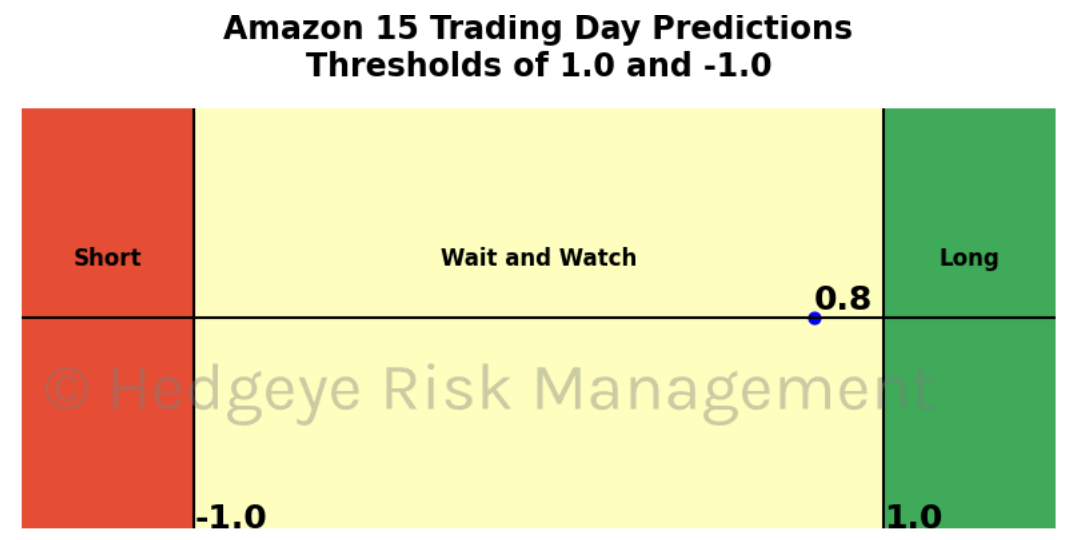 Amazon 15 Trading Day Predictions
Thresholds of 1.0 and -1.0
Short
Wait and Watch
Long
0.8
© Hedgeye Risk Management
-1.0
1.0